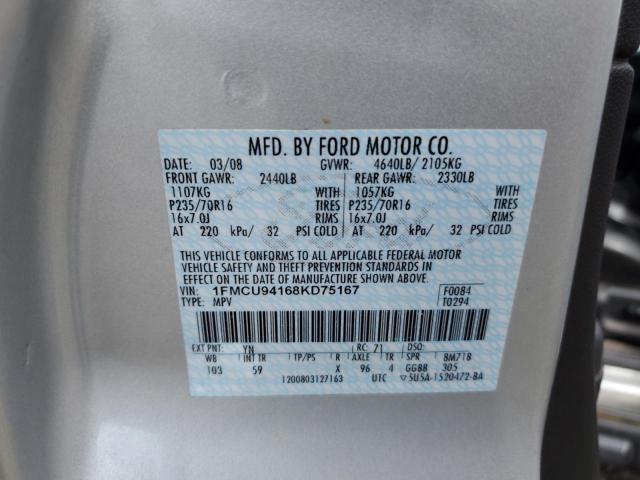 MFD. BY FORD MOTOR CO.
DATE: 03/08 GVWR: 4640LB/ 2105KG
FRONT GAWR: 2440LB REAR GAWR: 2330LB
1107KG WITH 1057KG WITH
P235/70R16 TIRES P235/70R16 TIRES
16x7.0J RIMS 16x7.0J RIMS
AT 220 kPa/ 32 PSI COLD AT 220 kPa/ 32 PSI COLD
THIS VEHICLE CONFORMS TO ALL APPLICABLE FEDERAL MOTOR
VEHICLE SAFETY AND THEFT PREVENTION STANDARDS IN
EFFECT ON THE DATE OF MANUFACTURE SHOWN ABOVE.
VIN: 1FMCU94168KD75167 F0084
TYPE: MPV T0294
EXT PNT: YN RC: 71 DSO:
WB INT TR TP/PS R AXLE TR SPR BM71B
103 59 X 96 4 GGBB 305
1200803127163 UTC 5U5A-1520472-BA